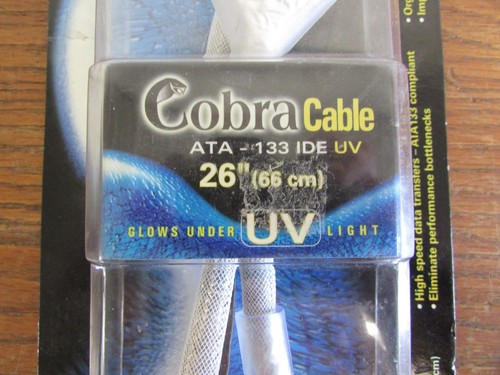 Cobra Cable
ATA - 133 IDE UV
26" (66 cm)
GLOWS UNDER UV LIGHT
• High speed data transfers - ATA133 compliant
• Eliminate performance bottlenecks
cm)